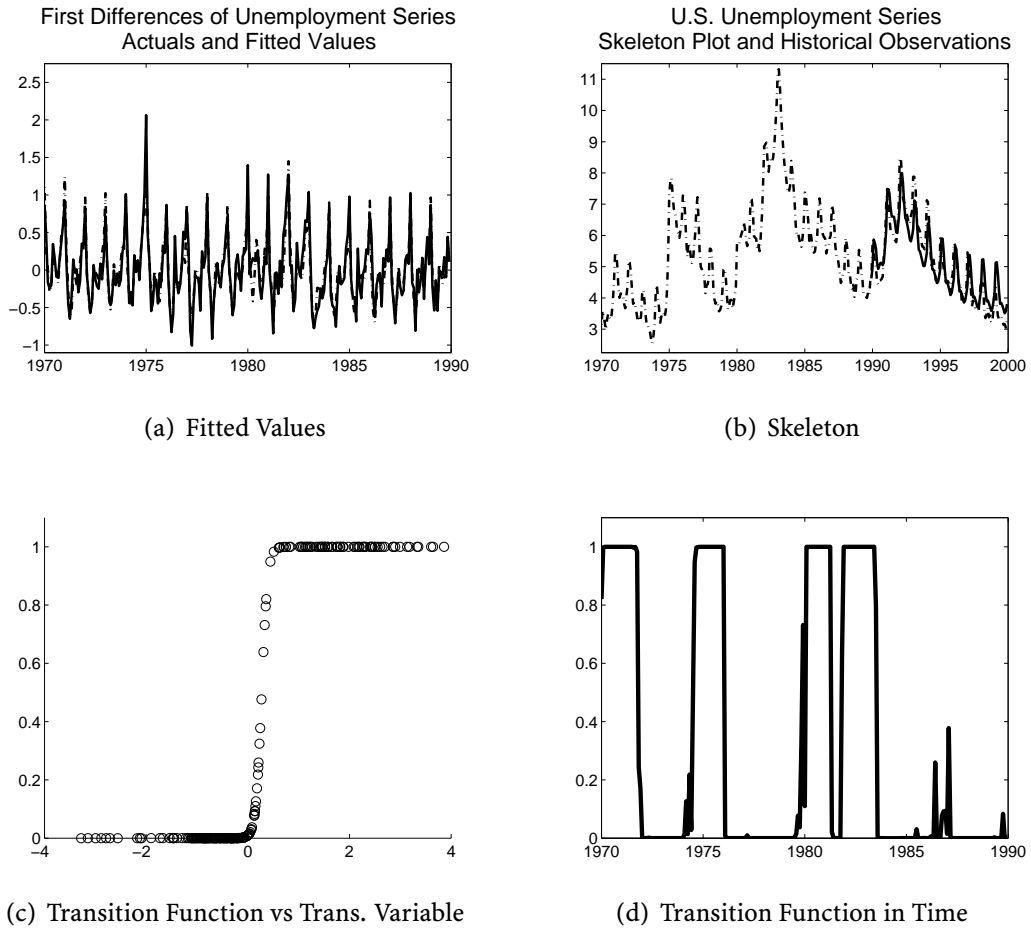 First Differences of Unemployment Series
Actuals and Fitted Values
2.5
2
1.5
1
0.5
0
−0.5
−1
1970 1975 1980 1985 1990
(a) Fitted Values
U.S. Unemployment Series
Skeleton Plot and Historical Observations
11
10
9
8
7
6
5
4
3
1970 1975 1980 1985 1990 1995 2000
(b) Skeleton
1
0.8
0.6
0.4
0.2
0
−4 −2 0 2 4
(c) Transition Function vs Trans. Variable
1
0.8
0.6
0.4
0.2
0
1970 1975 1980 1985 1990
(d) Transition Function in Time